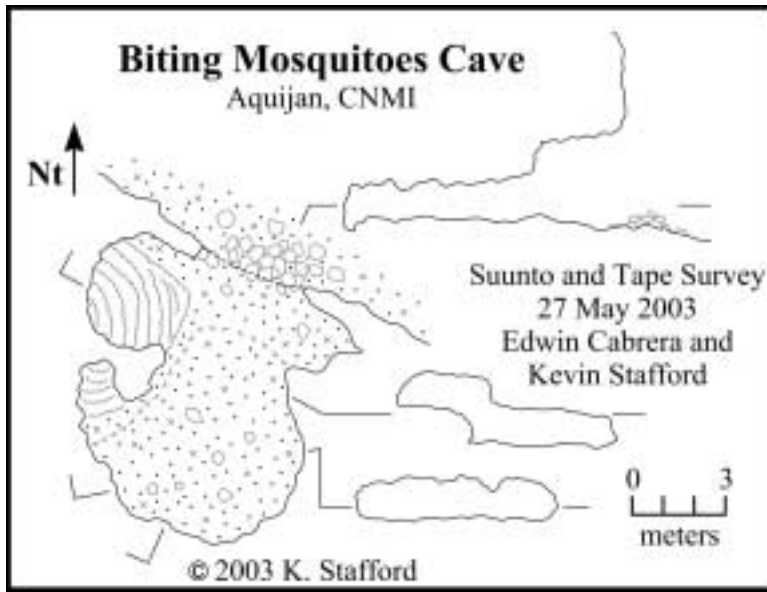 Biting Mosquitoes Cave
Aquijan, CNMI
Nt
Suunto and Tape Survey
27 May 2003
Edwin Cabrera and
Kevin Stafford
0 3
meters
© 2003 K. Stafford